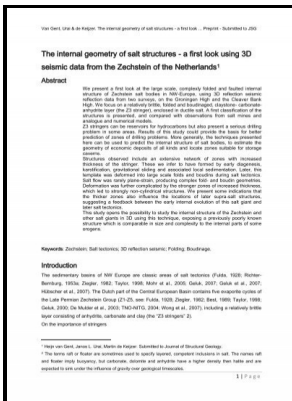 Van Gent, Urai & de Keijzer. The internal geometry of salt structures - a first look ... Preprint - Submitted to JSG
The internal geometry of salt structures - a first look using 3D
seismic data from the Zechstein of the Netherlands¹
Abstract
We present a first look at the large scale, complexly folded and faulted internal
structure of Zechstein salt bodies in NW-Europe, using 3D reflection seismic
reflection data from two surveys, on the Groningen High and the Cleaver Bank
High. We focus on a relatively brittle, folded and boudinaged, claystone- carbonate-
anhydrite layer (the Z3 stringer), enclosed in ductile salt. A first classification of the
structures is presented, and compared with observations from salt mines and
analogue and numerical models.
Z3 stringers can be reservoirs for hydrocarbons but also present a serious drilling
problem in some areas. Results of this study could provide the basis for better
prediction of zones of drilling problems. More generally, the techniques presented
here can be used to predict the internal structure of salt bodies, to estimate the
geometry of economic deposits of all kinds and locate zones suitable for storage
caverns.
Structures observed include an extensive network of zones with increased
thickness of the stringer. These we infer to have formed by early diagenesis,
karstification, gravitational sliding and associated local sedimentation. Later, this
template was deformed into large scale folds and boudins during salt tectonics.
Salt flow was rarely plane-strain, producing complex fold- and boudin geometries.
Deformation was further complicated by the stronger zones of increased thickness,
which led to strongly non-cylindrical structures. We present some indications that
the thicker zones also influence the locations of later supra-salt structures,
suggesting a feedback between the early internal evolution of this salt giant and
later salt tectonics.
This study opens the possibility to study the internal structure of the Zechstein and
other salt giants in 3D using this technique, exposing a previously poorly known
structure which is comparable in size and complexity to the internal parts of some
orogens.
Keywords: Zechstein; Salt tectonics; 3D reflection seismic; Folding; Boudinage.
Introduction
The sedimentary basins of NW Europe are classic areas of salt tectonics (Fulda, 1928; Richter-
Bernburg, 1953a; Ziegler, 1982; Taylor, 1998; Mohr et al., 2005; Geluk, 2007; Geluk et al., 2007,
Hübscher et al., 2007). The Dutch part of the Central European Basin contains five evaporite cycles of
the Late Permian Zechstein Group (Z1-Z5, see: Fulda, 1928; Ziegler, 1982; Best, 1989; Taylor, 1998;
Geluk, 2000; De Mulder et al., 2003; TNO-NITG, 2004, Wong et al., 2007), including a relatively brittle
layer consisting of anhydrite, carbonate and clay (the "Z3 stringers" 2).
On the importance of stringers
¹ Heijn van Gent, Janos L. Urai, Martin de Keijzer. Submitted to Journal of Structural Geology
² The terms raft or floater are sometimes used to specify layered, competent inclusions in salt. The names raft
and floater imply buoyancy, but carbonate, dolomite and anhydrite have a higher density than halite and are
expected to sink under the influence of gravity over geological timescales.
1 | Page